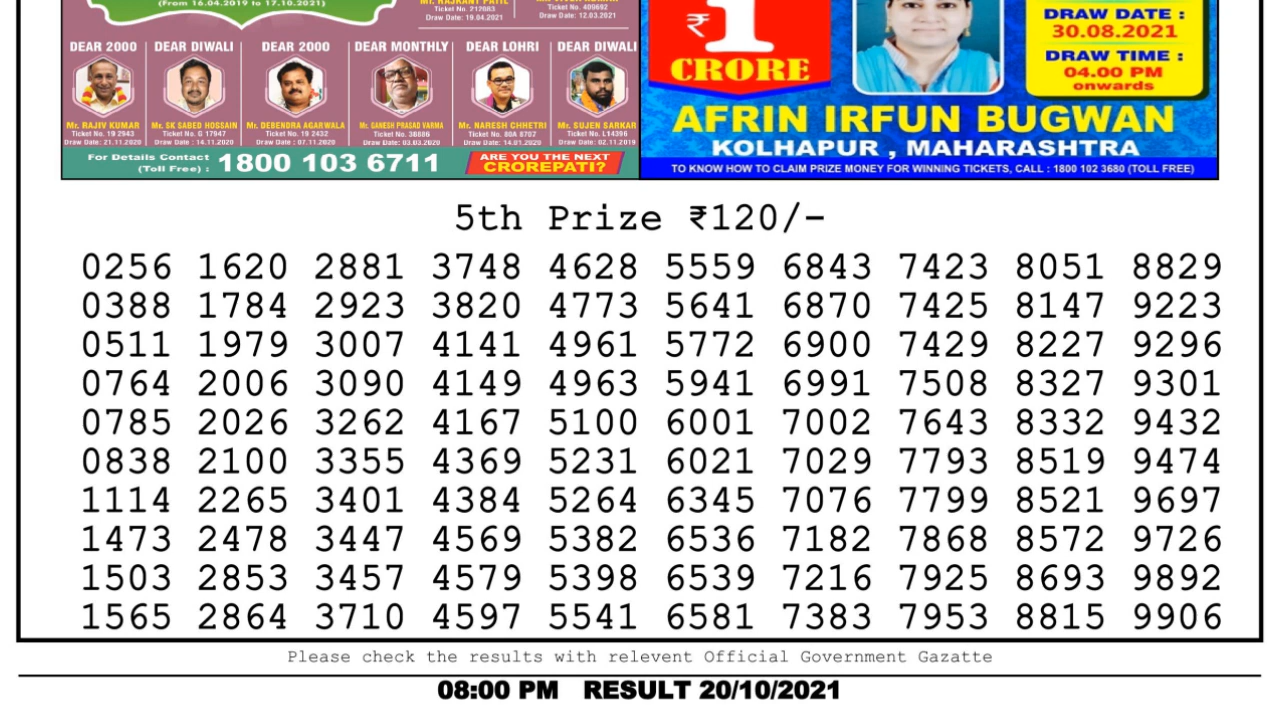 (From 16.04.2019 to 17.10.2021)
Mr. RAJKANT PATIL
Ticket No. 212083
Draw Date: 19.04.2021
Ticket No. 405692
Draw Date: 12.03.2021
DEAR 2000 DEAR DIWALI DEAR 2000 DEAR MONTHLY DEAR LOHRI DEAR DIWALI
Mr. RAJIV KUMAR Mr. SK SABED HOSSAIN Mr. DEBENDRA AGARWALA Mr. GANESH PRASAD VARMA Mr. NARESH CHHETRI Mr. SUJEN SARKAR
Ticket No. 19 2943 Ticket No. G 17947 Ticket No. 19 2432 Ticket No. 38886 Ticket No. 80A 8707 Ticket No. L14396
Draw Date: 21.11.2020 Draw Date : 14.11.2020 Draw Date : 07.11.2020 Draw Date: 03.03.2020 Draw Date: 14.01.2020 Draw Date: 02.11.2019
For Details Contact
(Toll Free) : 1800 103 6711
ARE YOU THE NEXT
CROREPATI?
₹1
CRORE
DRAW DATE :
30.08.2021
DRAW TIME :
04.00 PM
onwards
AFRIN IRFUN BUGWAN
KOLHAPUR , MAHARASHTRA
TO KNOW HOW TO CLAIM PRIZE MONEY FOR WINNING TICKETS, CALL : 1800 102 3680 (TOLL FREE)
5th Prize ₹120/-
0256 1620 2881 3748 4628 5559 6843 7423 8051 8829
0388 1784 2923 3820 4773 5641 6870 7425 8147 9223
0511 1979 3007 4141 4961 5772 6900 7429 8227 9296
0764 2006 3090 4149 4963 5941 6991 7508 8327 9301
0785 2026 3262 4167 5100 6001 7002 7643 8332 9432
0838 2100 3355 4369 5231 6021 7029 7793 8519 9474
1114 2265 3401 4384 5264 6345 7076 7799 8521 9697
1473 2478 3447 4569 5382 6536 7182 7868 8572 9726
1503 2853 3457 4579 5398 6539 7216 7925 8693 9892
1565 2864 3710 4597 5541 6581 7383 7953 8815 9906
Please check the results with relevent Official Government Gazatte
08:00 PM RESULT 20/10/2021